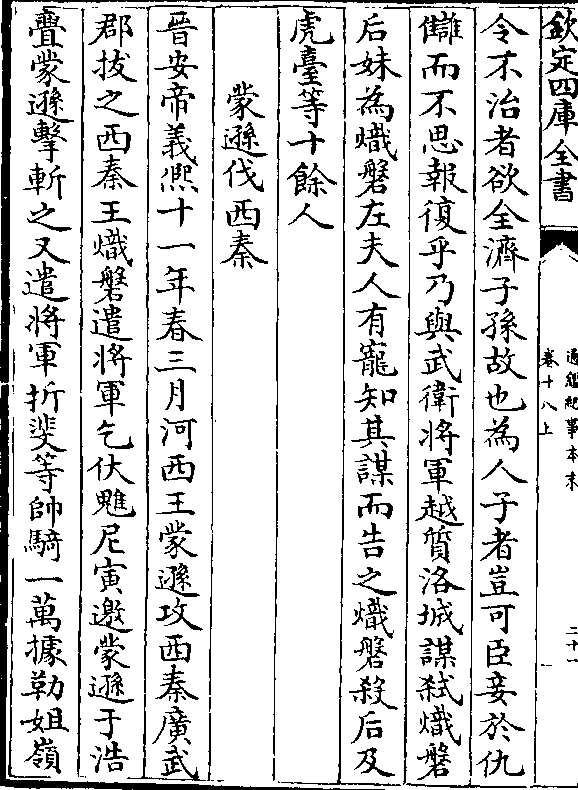 欽定四庫全書
通鑑紀事本末
卷十八上
二十一
令不治者欲全濟子孫故也為人子者豈可臣妾於仇
讎而不思報復乎乃與武衛將軍越質洛城謀弑熾磐
后妹為熾磐左夫人有寵知其謀而告之熾磐殺后及
虎臺等十餘人
蒙遜伐西秦
晉安帝義熙十一年春三月河西王蒙遜攻西秦廣武
郡拔之西秦王熾磐遣將軍乞伏魋尼寅邀蒙遜于浩
亹蒙遜擊斬之又遣將軍折斐等帥騎一萬據勒姐嶺